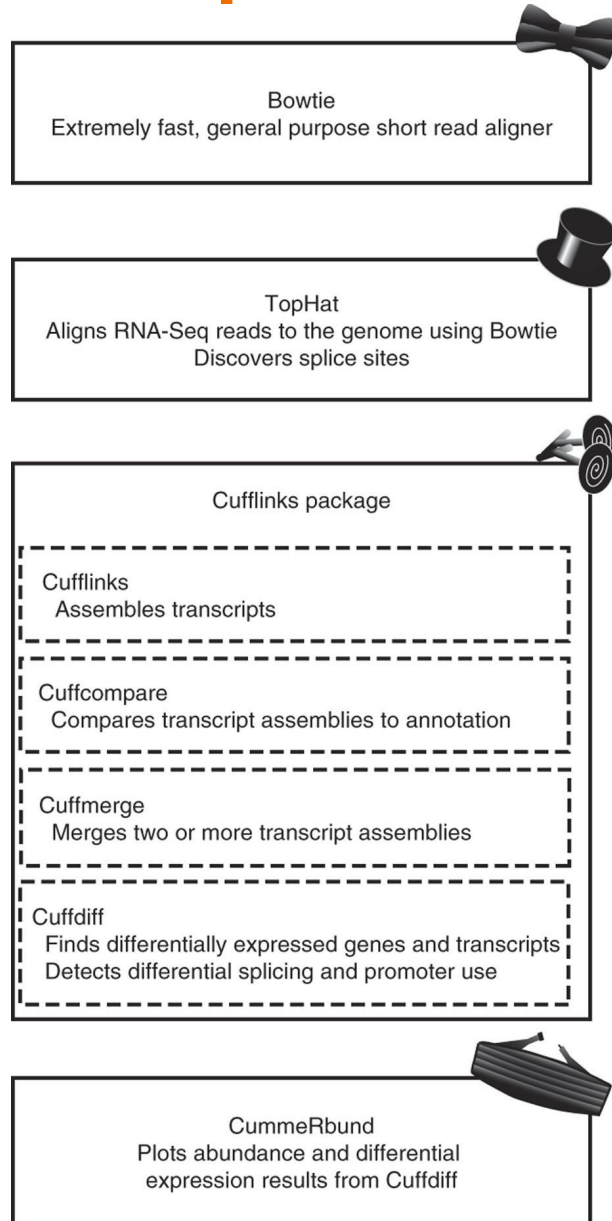 Bowtie
Extremely fast, general purpose short read aligner
TopHat
Aligns RNA-Seq reads to the genome using Bowtie
Discovers splice sites
Cufflinks package
Cufflinks
Assembles transcripts
Cuffcompare
Compares transcript assemblies to annotation
Cuffmerge
Merges two or more transcript assemblies
Cuffdiff
Finds differentially expressed genes and transcripts
Detects differential splicing and promoter use
CummeRbund
Plots abundance and differential
expression results from Cuffdiff